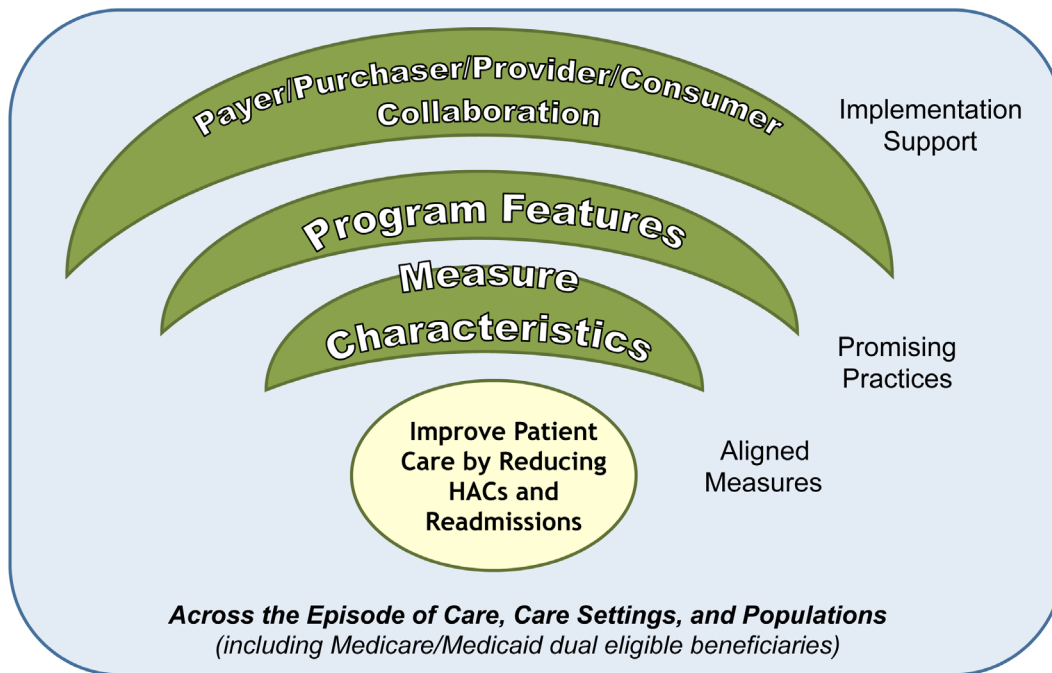 Payer/Purchaser/Provider/Consumer
Collaboration
Implementation
Support
Program Features
Measure
Characteristics
Promising
Practices
Improve Patient
Care by Reducing
HACs and
Readmissions
Aligned
Measures
Across the Episode of Care, Care Settings, and Populations
(including Medicare/Medicaid dual eligible beneficiaries)